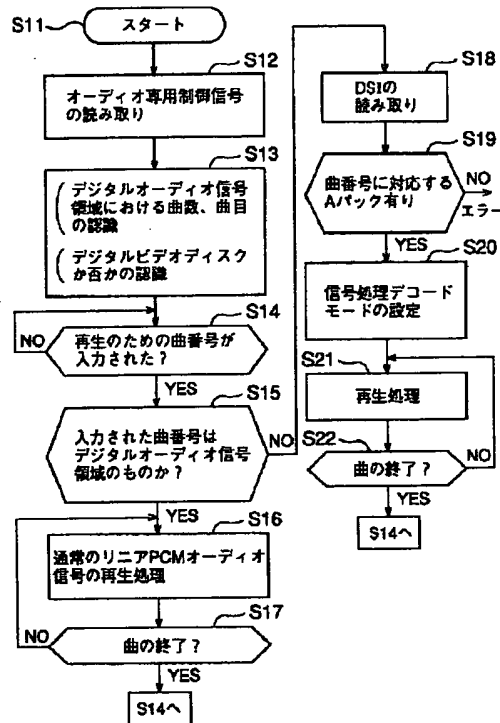 S11
スタート
S12
オーディオ専用制御信号
の読み取り
S13
デジタルオーディオ信号
領域における曲数、曲目
の認識
デジタルビデオディスク
か否かの認識
S14
NO
再生のための曲番号が
入力された?
YES
S15
入力された曲番号は
デジタルオーディオ信号
領域のものか?
NO
YES
S16
通常のリニアPCMオーディオ
信号の再生処理
S17
NO
曲の終了?
YES
S14へ
S18
DSIの
読み取り
S19
曲番号に対応する
Aパック有り
NO
エラー
YES
S20
信号処理デコード
モードの設定
S21
再生処理
S22
曲の終了?
NO
YES
S14へ